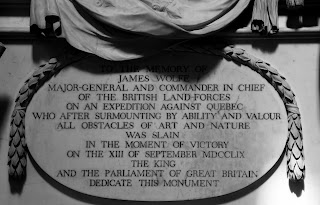 TO THE MEMORY OF
JAMES WOLFE
MAJOR-GENERAL AND COMMANDER IN CHIEF
OF THE BRITISH LAND-FORCES
ON AN EXPEDITION AGAINST QUEBEC
WHO AFTER SURMOUNTING BY ABILITY AND VALOUR
ALL OBSTACLES OF ART AND NATURE
WAS SLAIN
IN THE MOMENT OF VICTORY
ON THE XIII OF SEPTEMBER MDCCLIX
THE KING
AND THE PARLIAMENT OF GREAT BRITAIN
DEDICATE THIS MONUMENT